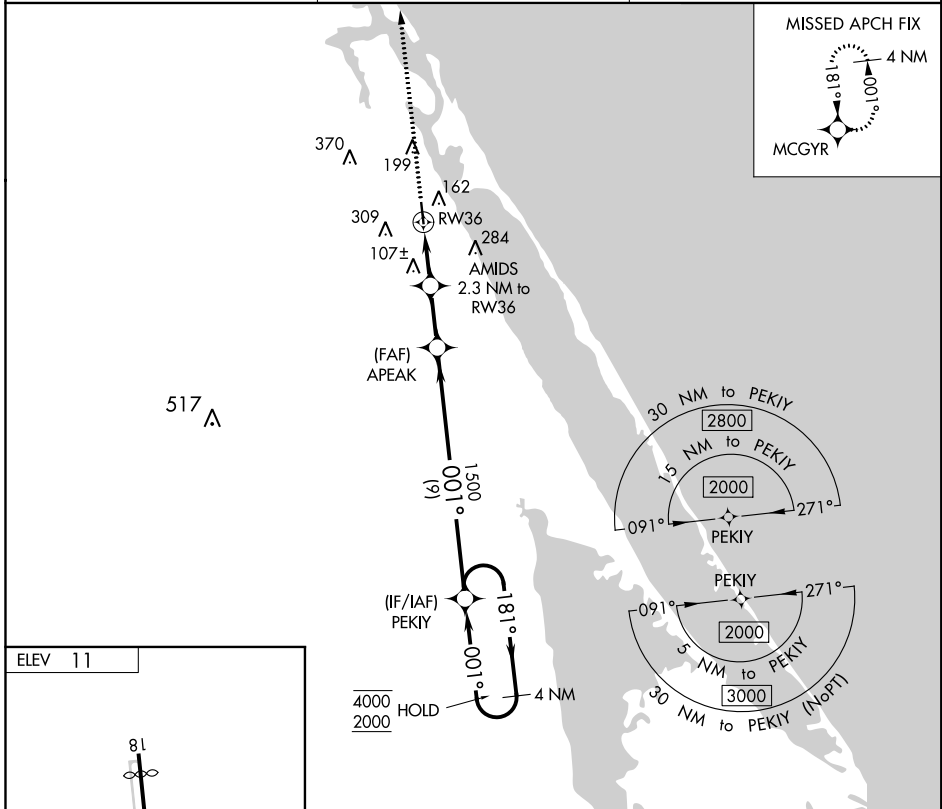 MISSED APCH FIX
4 NM
181°
001°
MCGYR
370
199
162
309
RW36
107±
284
AMIDS
2.3 NM to
RW36
(FAF)
APEAK
517
1500
001°
(9)
30 NM to PEKIY
2800
15 NM to PEKIY
2000
091°
271°
PEKIY
PEKIY
091°
271°
2000
5 NM to PEKIY
3000
30 NM to PEKIY (NoPT)
(IF/IAF)
PEKIY
181°
001°
4000
2000
HOLD
4 NM
ELEV 11
18